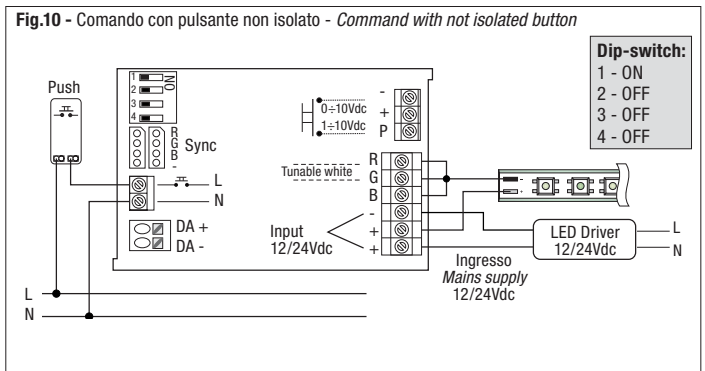 Fig.10 - Comando con pulsante non isolato - Command with not isolated button
Dip-switch:
1 - ON
2 - OFF
3 - OFF
4 - OFF
Push
1
2
3
4
ON
R
G
B
-
Sync
L
N
DA +
DA -
0÷10Vdc
1÷10Vdc
-
+
P
Tunable white
R
G
B
-
+
+
Input
12/24Vdc
-
+
LED Driver
12/24Vdc
L
N
Ingresso
Mains supply
12/24Vdc
L
N